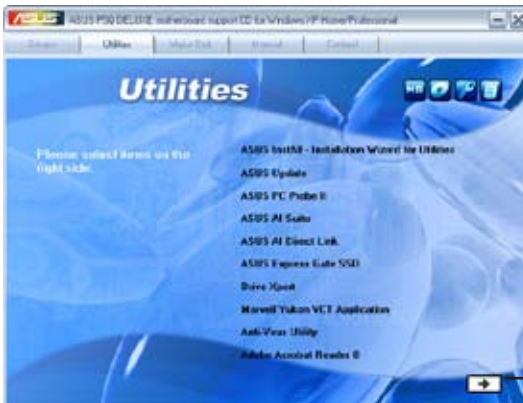 ASUS P5Q DELUXE motherboard support CD for Windows XP Home/Professional
Drivers Utilities Make Disk Manual Contact
Utilities
Please select items on the
right side.
ASUS InstAll - Installation Wizard for Utilities
ASUS Update
ASUS PC Probe II
ASUS AI Suite
ASUS AI Direct Link
ASUS Express Gate SSD
Drive Xpert
Marvell Yukon VCT Application
Anti-Virus Utility
Adobe Acrobat Reader 8